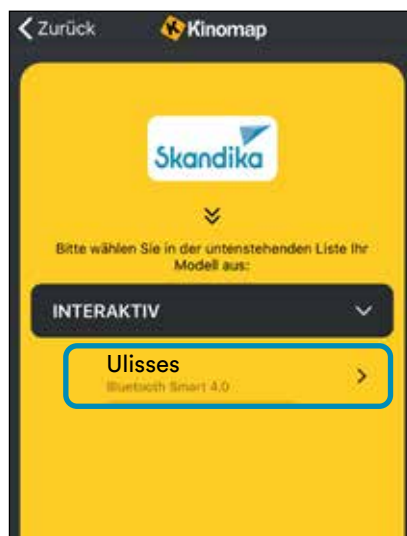 Zurück Kinomap
Skandika
Bitte wählen Sie in der untenstehenden Liste Ihr
Modell aus:
INTERAKTIV
Ulisses
Bluetooth Smart 4.0